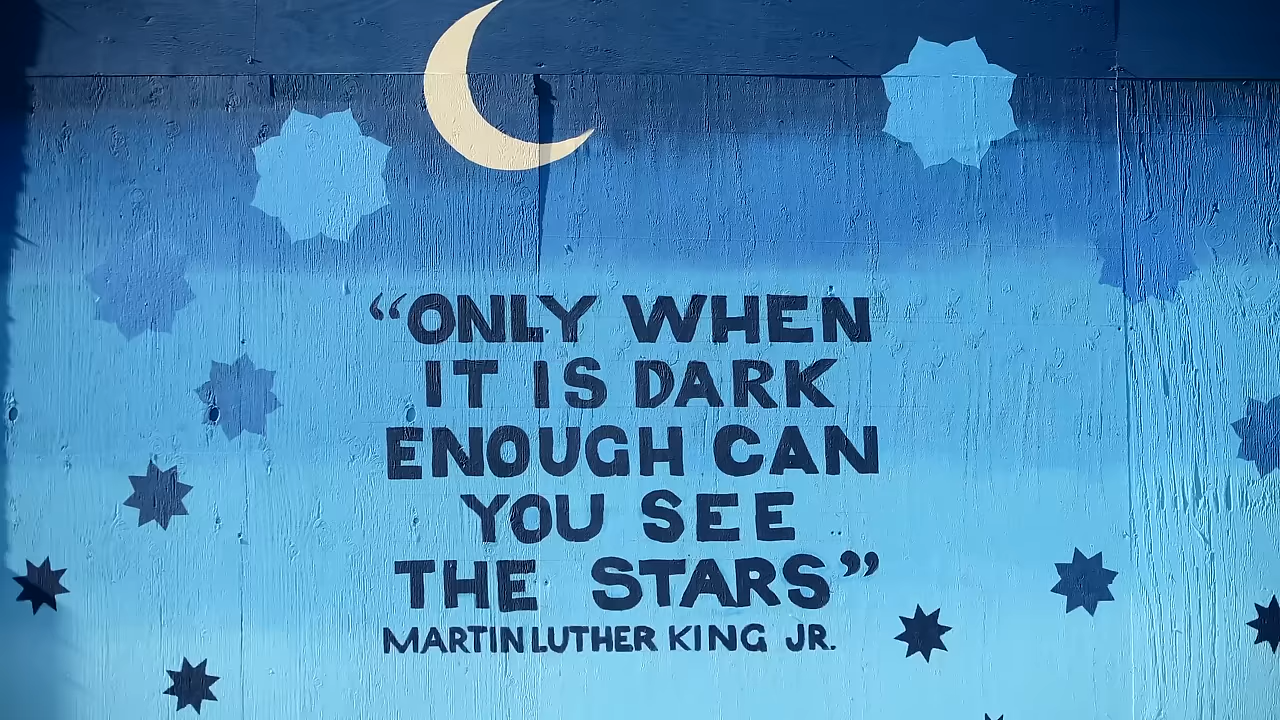 “ONLY WHEN
IT IS DARK
ENOUGH CAN
YOU SEE
THE STARS”
MARTIN LUTHER KING JR.